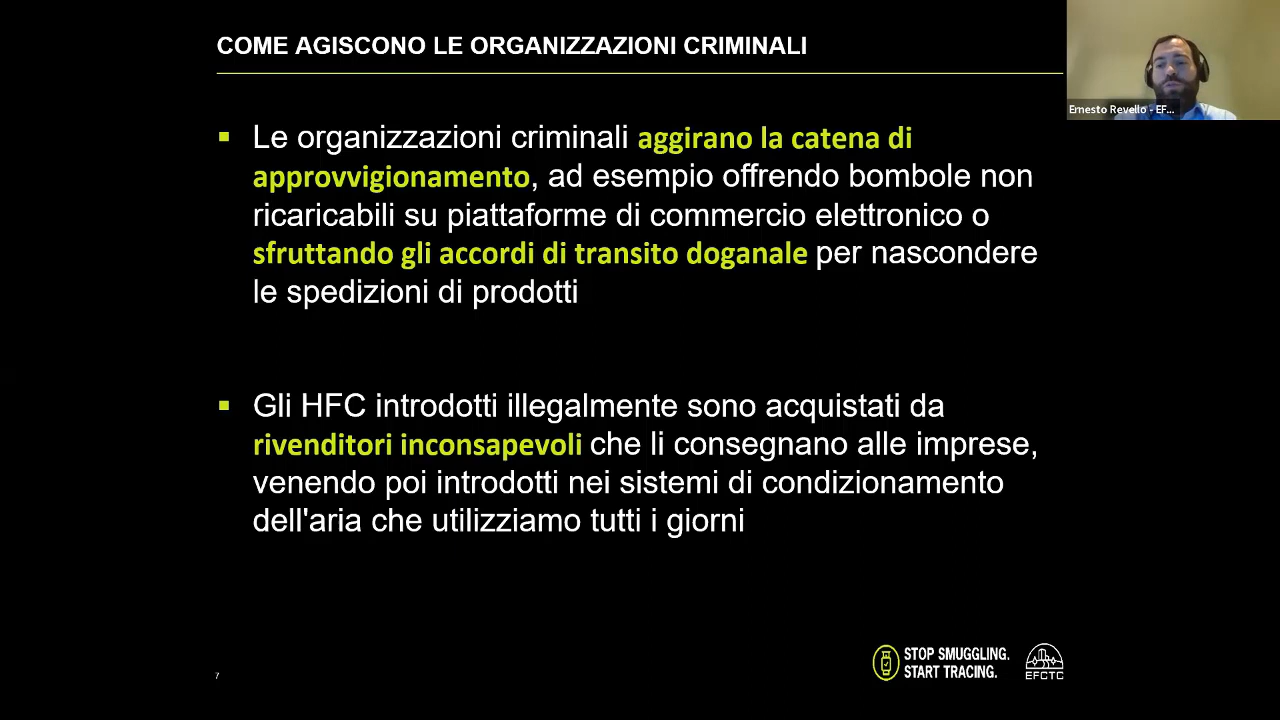 COME AGISCONO LE ORGANIZZAZIONI CRIMINALI
Ernesto Revello - EF...
▪ Le organizzazioni criminali aggirano la catena di
approvvigionamento, ad esempio offrendo bombole non
ricaricabili su piattaforme di commercio elettronico o
sfruttando gli accordi di transito doganale per nascondere
le spedizioni di prodotti
▪ Gli HFC introdotti illegalmente sono acquistati da
rivenditori inconsapevoli che li consegnano alle imprese,
venendo poi introdotti nei sistemi di condizionamento
dell'aria che utilizziamo tutti i giorni
7
STOP SMUGGLING.
START TRACING.
EFCTC